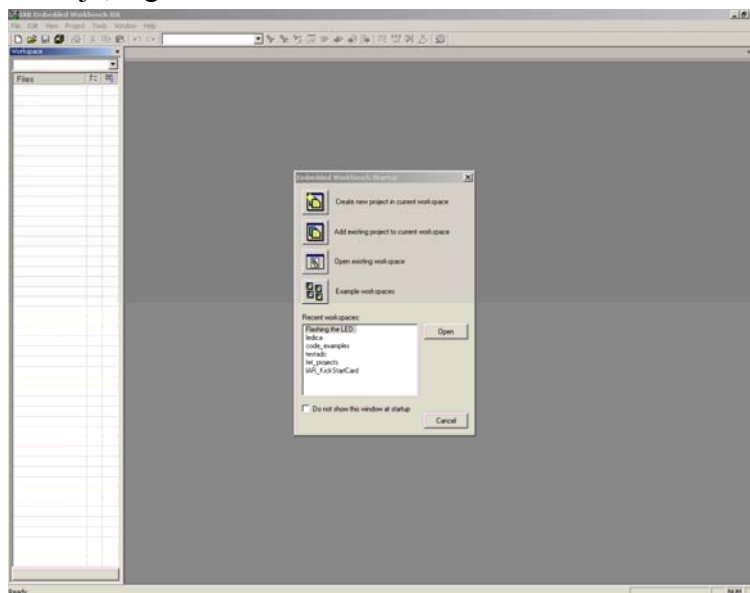 IAR Embedded Workbench IDE
File Edit View Project Tools Window Help
Workspace
Files
Embedded Workbench Startup
Create new project in current workspace
Add existing project to current workspace
Open existing workspace
Example workspaces
Recent workspaces:
Flashing the LED
ledica
code_examples
testadc
IAR_KickStartCard
Open
Do not show this window at startup
Cancel
Ready
NUM